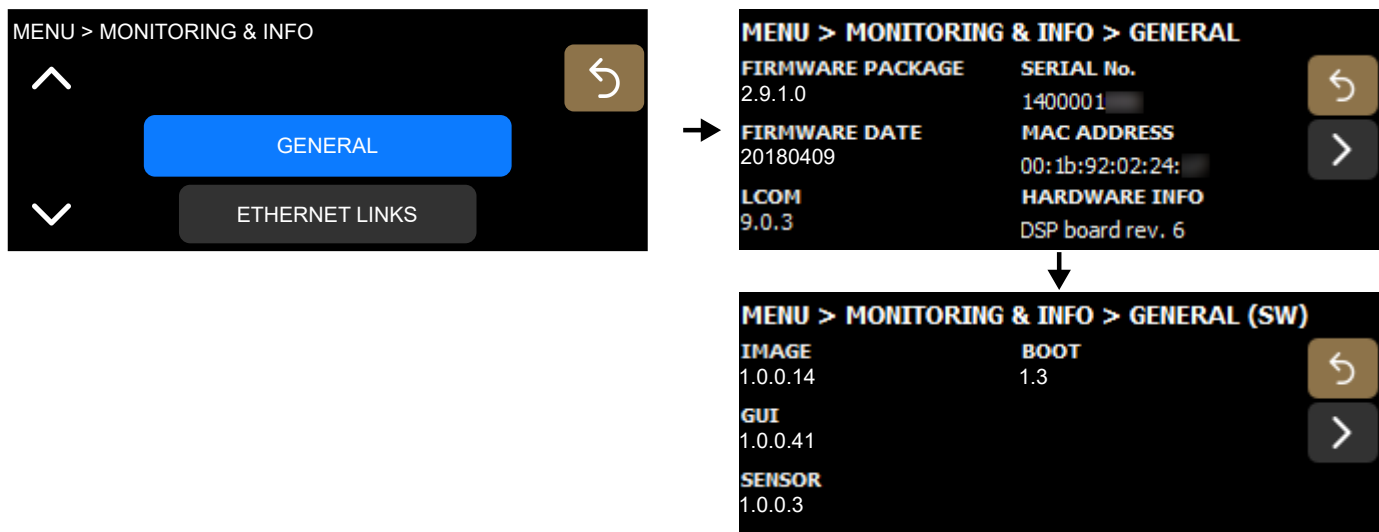 MENU > MONITORING & INFO
GENERAL
ETHERNET LINKS
MENU > MONITORING & INFO > GENERAL
FIRMWARE PACKAGE SERIAL No.
2.9.1.0 1400001
FIRMWARE DATE MAC ADDRESS
20180409 00:1b:92:02:24:
LCOM HARDWARE INFO
9.0.3 DSP board rev. 6
MENU > MONITORING & INFO > GENERAL (SW)
IMAGE BOOT
1.0.0.14 1.3
GUI
1.0.0.41
SENSOR
1.0.0.3